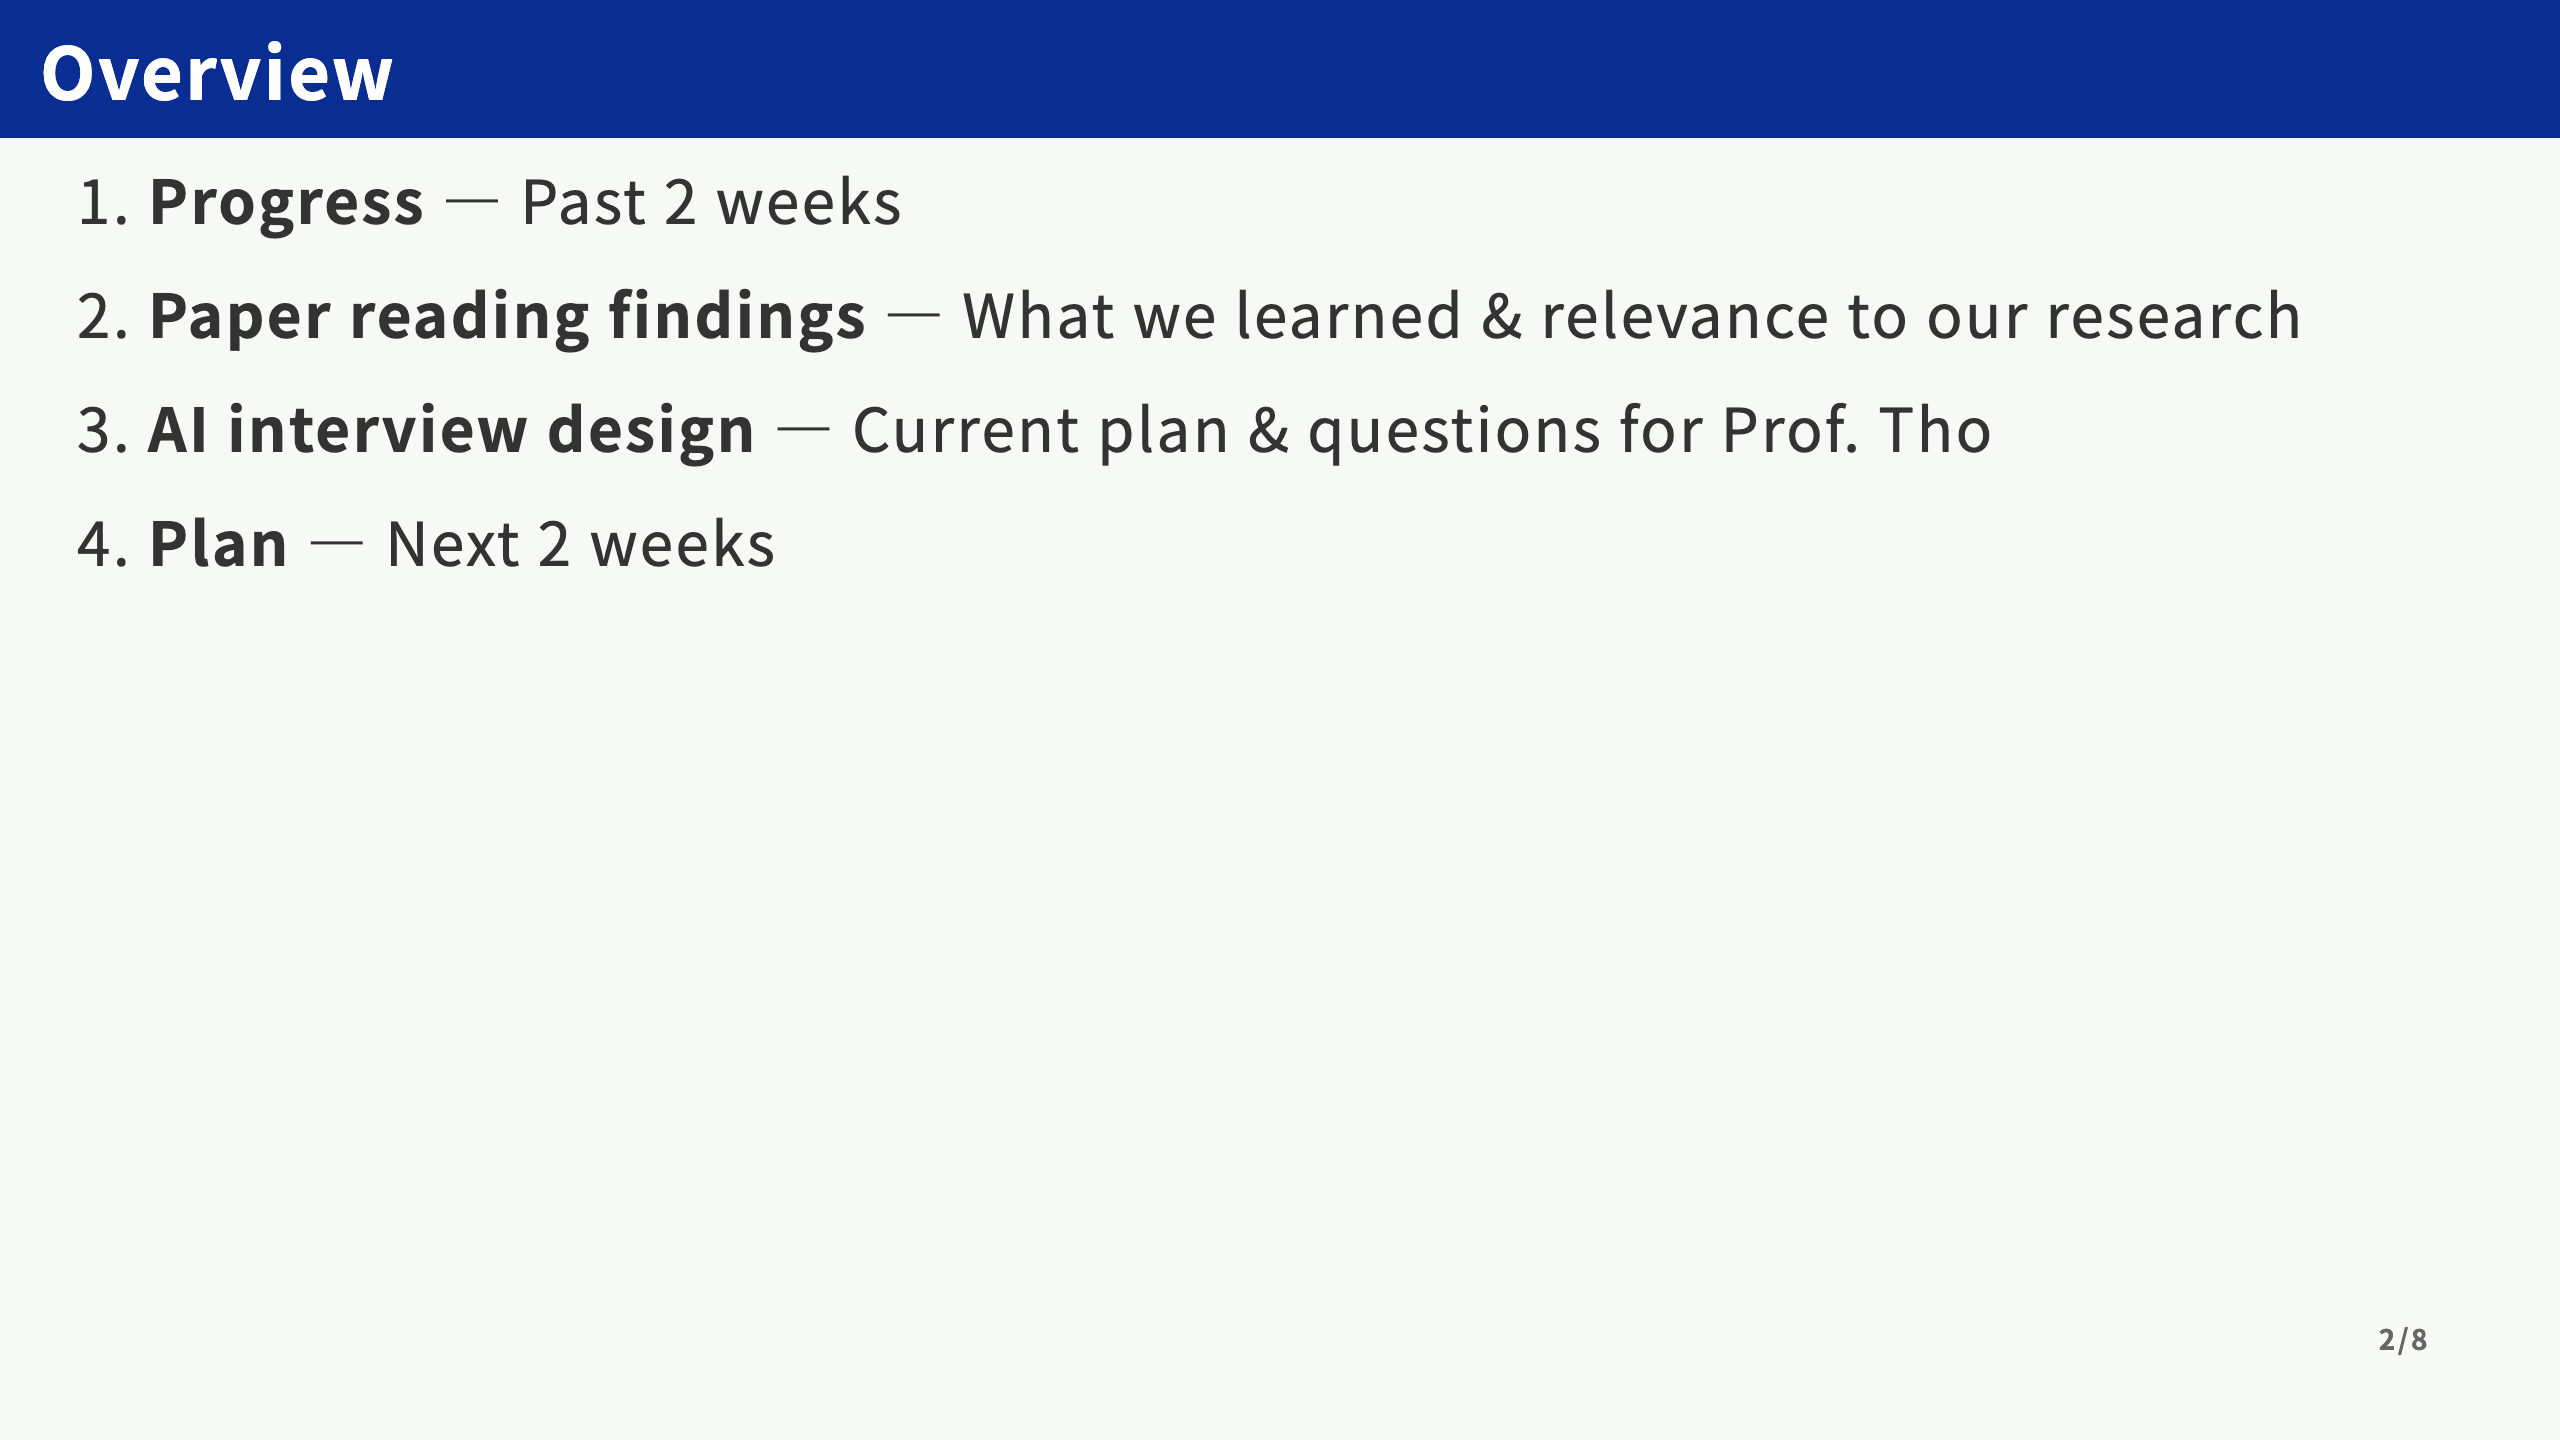 Overview
1. Progress — Past 2 weeks
2. Paper reading findings — What we learned & relevance to our research
3. AI interview design — Current plan & questions for Prof. Tho
4. Plan — Next 2 weeks
2/8